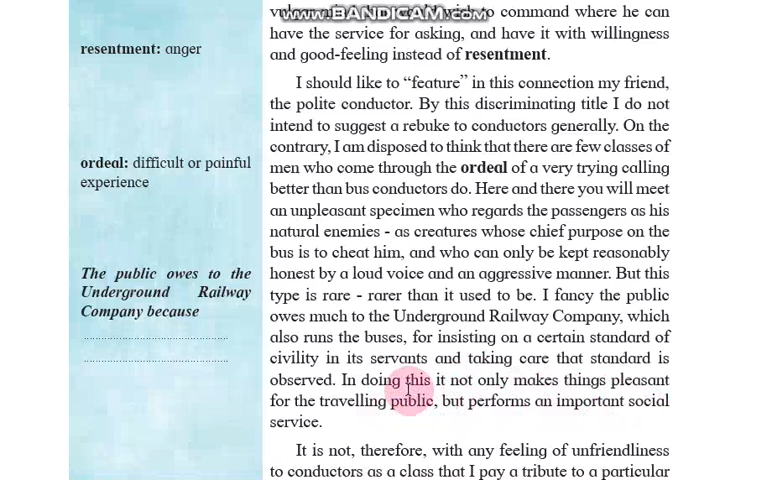 www.BANDICAM.com to command where he can
resentment: anger
have the service for asking, and have it with willingness
and good-feeling instead of resentment.
I should like to “feature” in this connection my friend,
the polite conductor. By this discriminating title I do not
intend to suggest a rebuke to conductors generally. On the
contrary, I am disposed to think that there are few classes of
ordeal: difficult or painful
experience
men who come through the ordeal of a very trying calling
better than bus conductors do. Here and there you will meet
an unpleasant specimen who regards the passengers as his
natural enemies - as creatures whose chief purpose on the
bus is to cheat him, and who can only be kept reasonably
honest by a loud voice and an aggressive manner. But this
type is rare - rarer than it used to be. I fancy the public
owes much to the Underground Railway Company, which
also runs the buses, for insisting on a certain standard of
civility in its servants and taking care that standard is
observed. In doing this it not only makes things pleasant
for the travelling public, but performs an important social
service.
The public owes to the
Underground Railway
Company because
It is not, therefore, with any feeling of unfriendliness
to conductors as a class that I pay a tribute to a particular